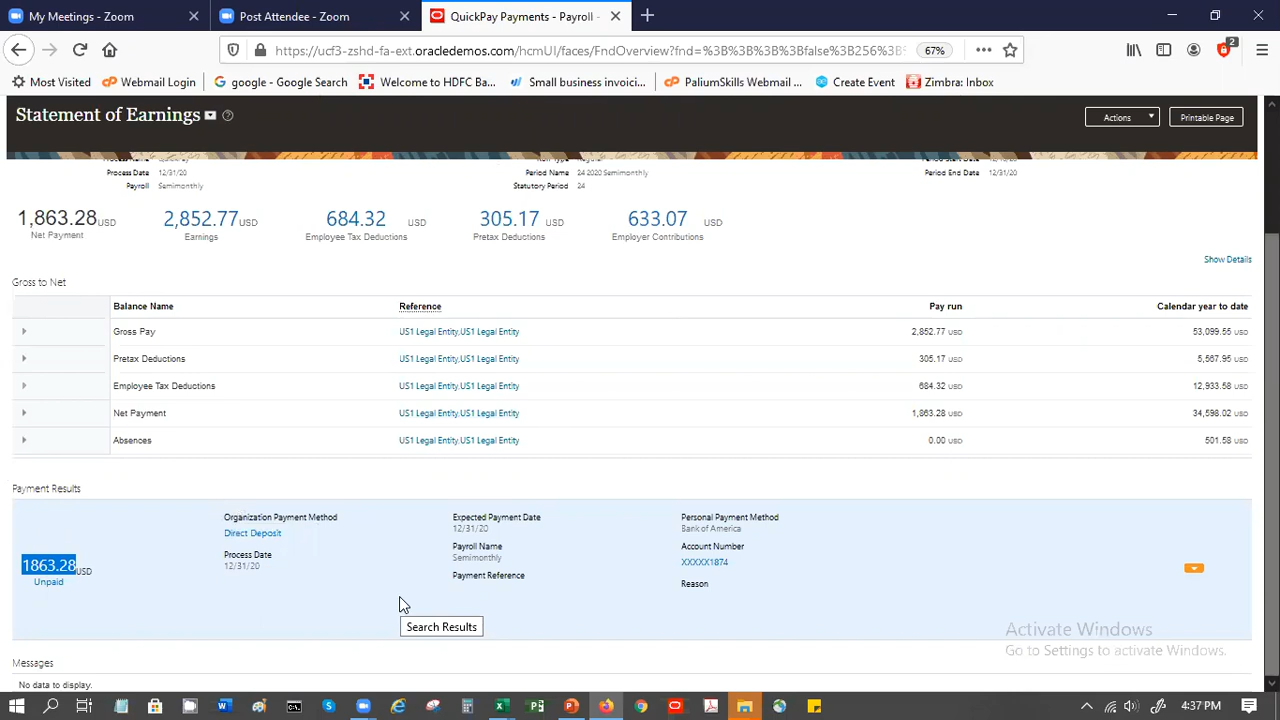 My Meetings - Zoom
Post Attendee - Zoom
QuickPay Payments - Payroll -
https://ucf3-zshd-fa-ext.oracledemos.com/hcmUI/faces/FndOverview?fnd=%3B%3B%3B%3Bfalse%3B256%3B%
67%
2
Most Visited
Webmail Login
google - Google Search
Welcome to HDFC Ba...
Small business invoici...
PaliumSkills Webmail ...
Create Event
Zimbra (Beta)
Statement of Earnings
Actions
Printable Page
Process Name
Period Start Date
Process Date 12/31/20
Period Name 24 2020 Semimonthly
Period End Date 12/31/20
Payroll Semimonthly
Statutory Period 24
1,863.28 USD
2,852.77 USD
684.32 USD
305.17 USD
633.07 USD
Net Payment
Earnings
Employee Tax Deductions
Pretax Deductions
Employer Contributions
Show Details
Gross to Net
Balance Name Reference Pay run Calendar year to date
Gross Pay US1 Legal Entity,US1 Legal Entity 2,852.77 USD 53,099.55 USD
Pretax Deductions US1 Legal Entity,US1 Legal Entity 305.17 USD 5,567.95 USD
Employee Tax Deductions US1 Legal Entity,US1 Legal Entity 684.32 USD 12,933.58 USD
Net Payment US1 Legal Entity,US1 Legal Entity 1,863.28 USD 34,598.02 USD
Absences US1 Legal Entity,US1 Legal Entity 0.00 USD 501.58 USD
Payment Results
1863.28 USD
Unpaid
Organization Payment Method
Direct Deposit
Process Date
12/31/20
Expected Payment Date
12/31/20
Payroll Name
Semimonthly
Payment Reference
Personal Payment Method
Bank of America
Account Number
XXXXX1874
Reason
Search Results
Activate Windows
Go to Settings to activate Windows.
Messages
No data to display.
4:37 PM